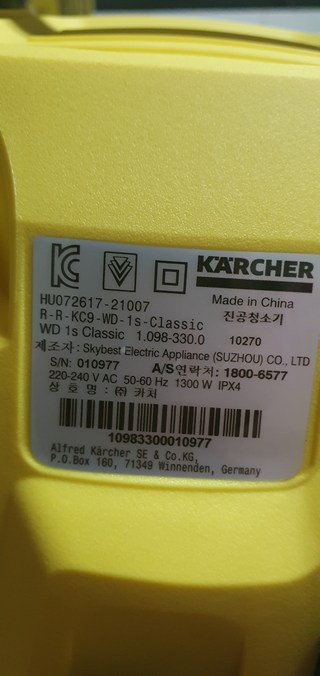 KÄRCHER
HU072617-21007
Made in China
R-R-KC9-WD-1s-Classic
진공청소기
WD 1s Classic 1.098-330.0 10270
제조자: Skybest Electric Appliance (SUZHOU) CO., LTD
S/N: 010977 A/S연락처: 1800-6577
220-240 V AC 50-60 Hz 1300 W IPX4
상 호 명 : ㈜ 카처
10983300010977
Alfred Kärcher SE & Co.KG,
P.O.Box 160, 71349 Winnenden, Germany